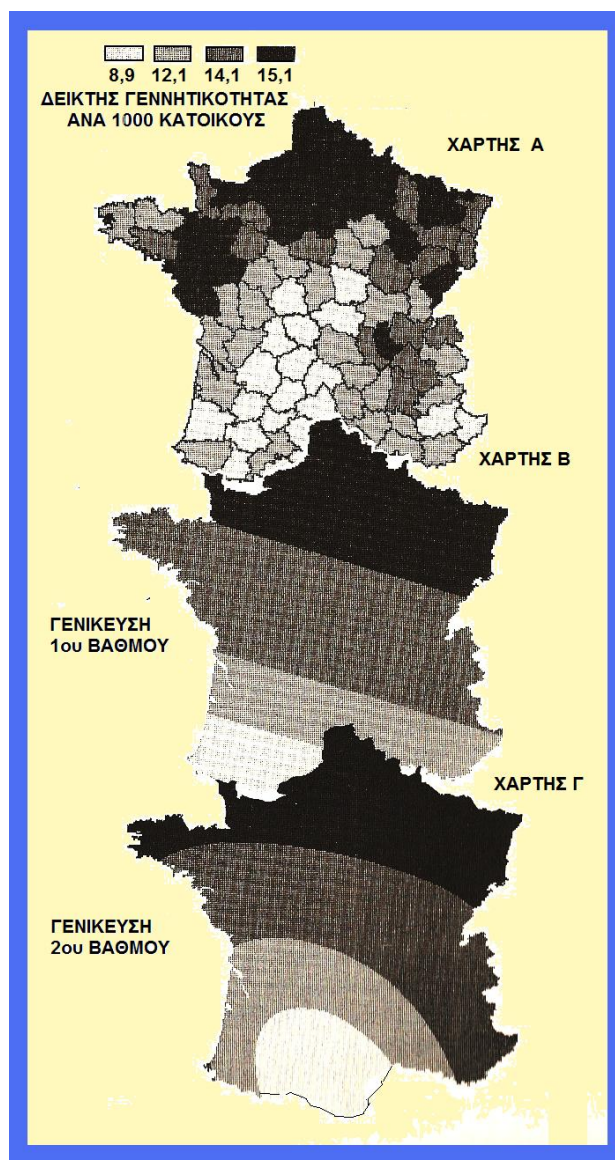 8,9 12,1 14,1 15,1
ΔΕΙΚΤΗΣ ΓΕΝΝΗΤΙΚΟΤΗΤΑΣ
ΑΝΑ 1000 ΚΑΤΟΙΚΟΥΣ
ΧΑΡΤΗΣ Α
ΧΑΡΤΗΣ Β
ΓΕΝΙΚΕΥΣΗ
1ου ΒΑΘΜΟΥ
ΧΑΡΤΗΣ Γ
ΓΕΝΙΚΕΥΣΗ
2ου ΒΑΘΜΟΥ